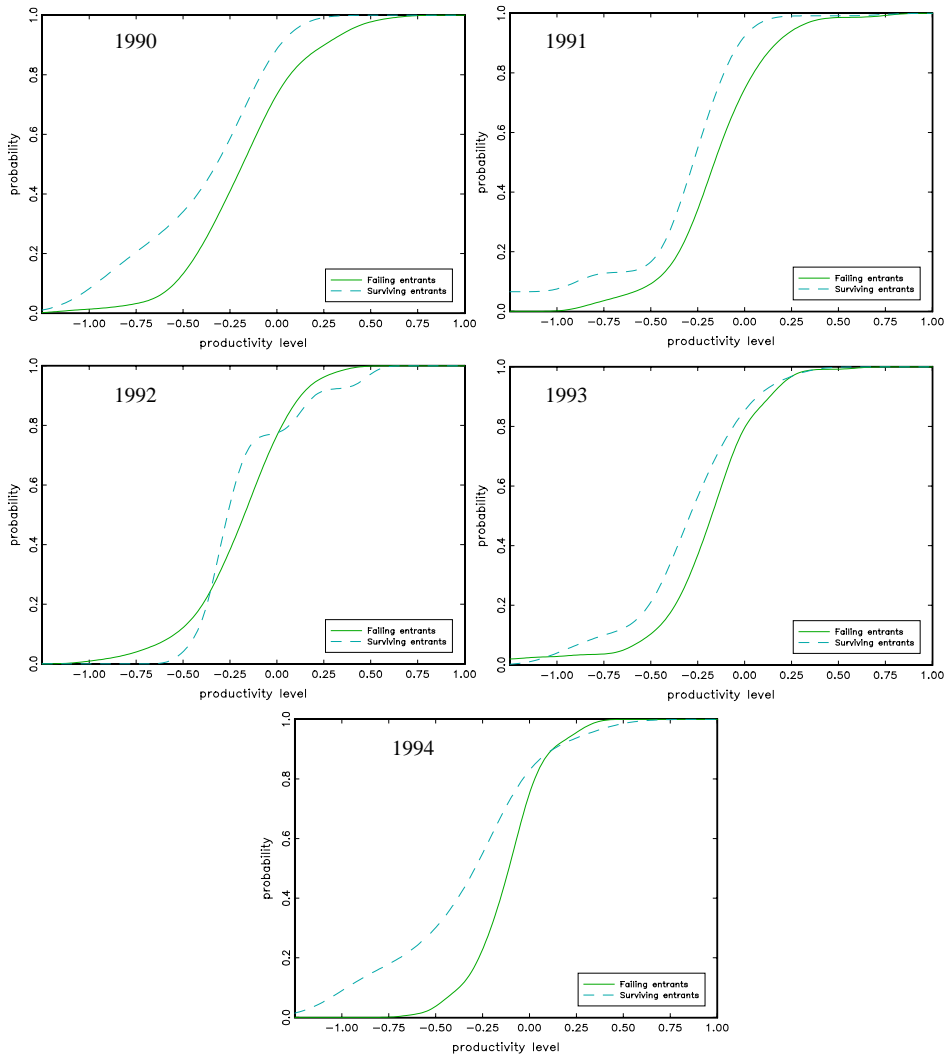 1990
probability
0.0 0.2 0.4 0.6 0.8 1.0
Failing entrants
Surviving entrants
−1.00 −0.75 −0.50 −0.25 0.00 0.25 0.50 0.75 1.00
productivity level
1991
probability
0.0 0.2 0.4 0.6 0.8 1.0
Failing entrants
Surviving entrants
−1.00 −0.75 −0.50 −0.25 0.00 0.25 0.50 0.75 1.00
productivity level
1992
probability
0.0 0.2 0.4 0.6 0.8 1.0
Failing entrants
Surviving entrants
−1.00 −0.75 −0.50 −0.25 0.00 0.25 0.50 0.75 1.00
productivity level
1993
probability
0.0 0.2 0.4 0.6 0.8 1.0
Failing entrants
Surviving entrants
−1.00 −0.75 −0.50 −0.25 0.00 0.25 0.50 0.75 1.00
productivity level
1994
probability
0.0 0.2 0.4 0.6 0.8 1.0
Failing entrants
Surviving entrants
−1.00 −0.75 −0.50 −0.25 0.00 0.25 0.50 0.75 1.00
productivity level